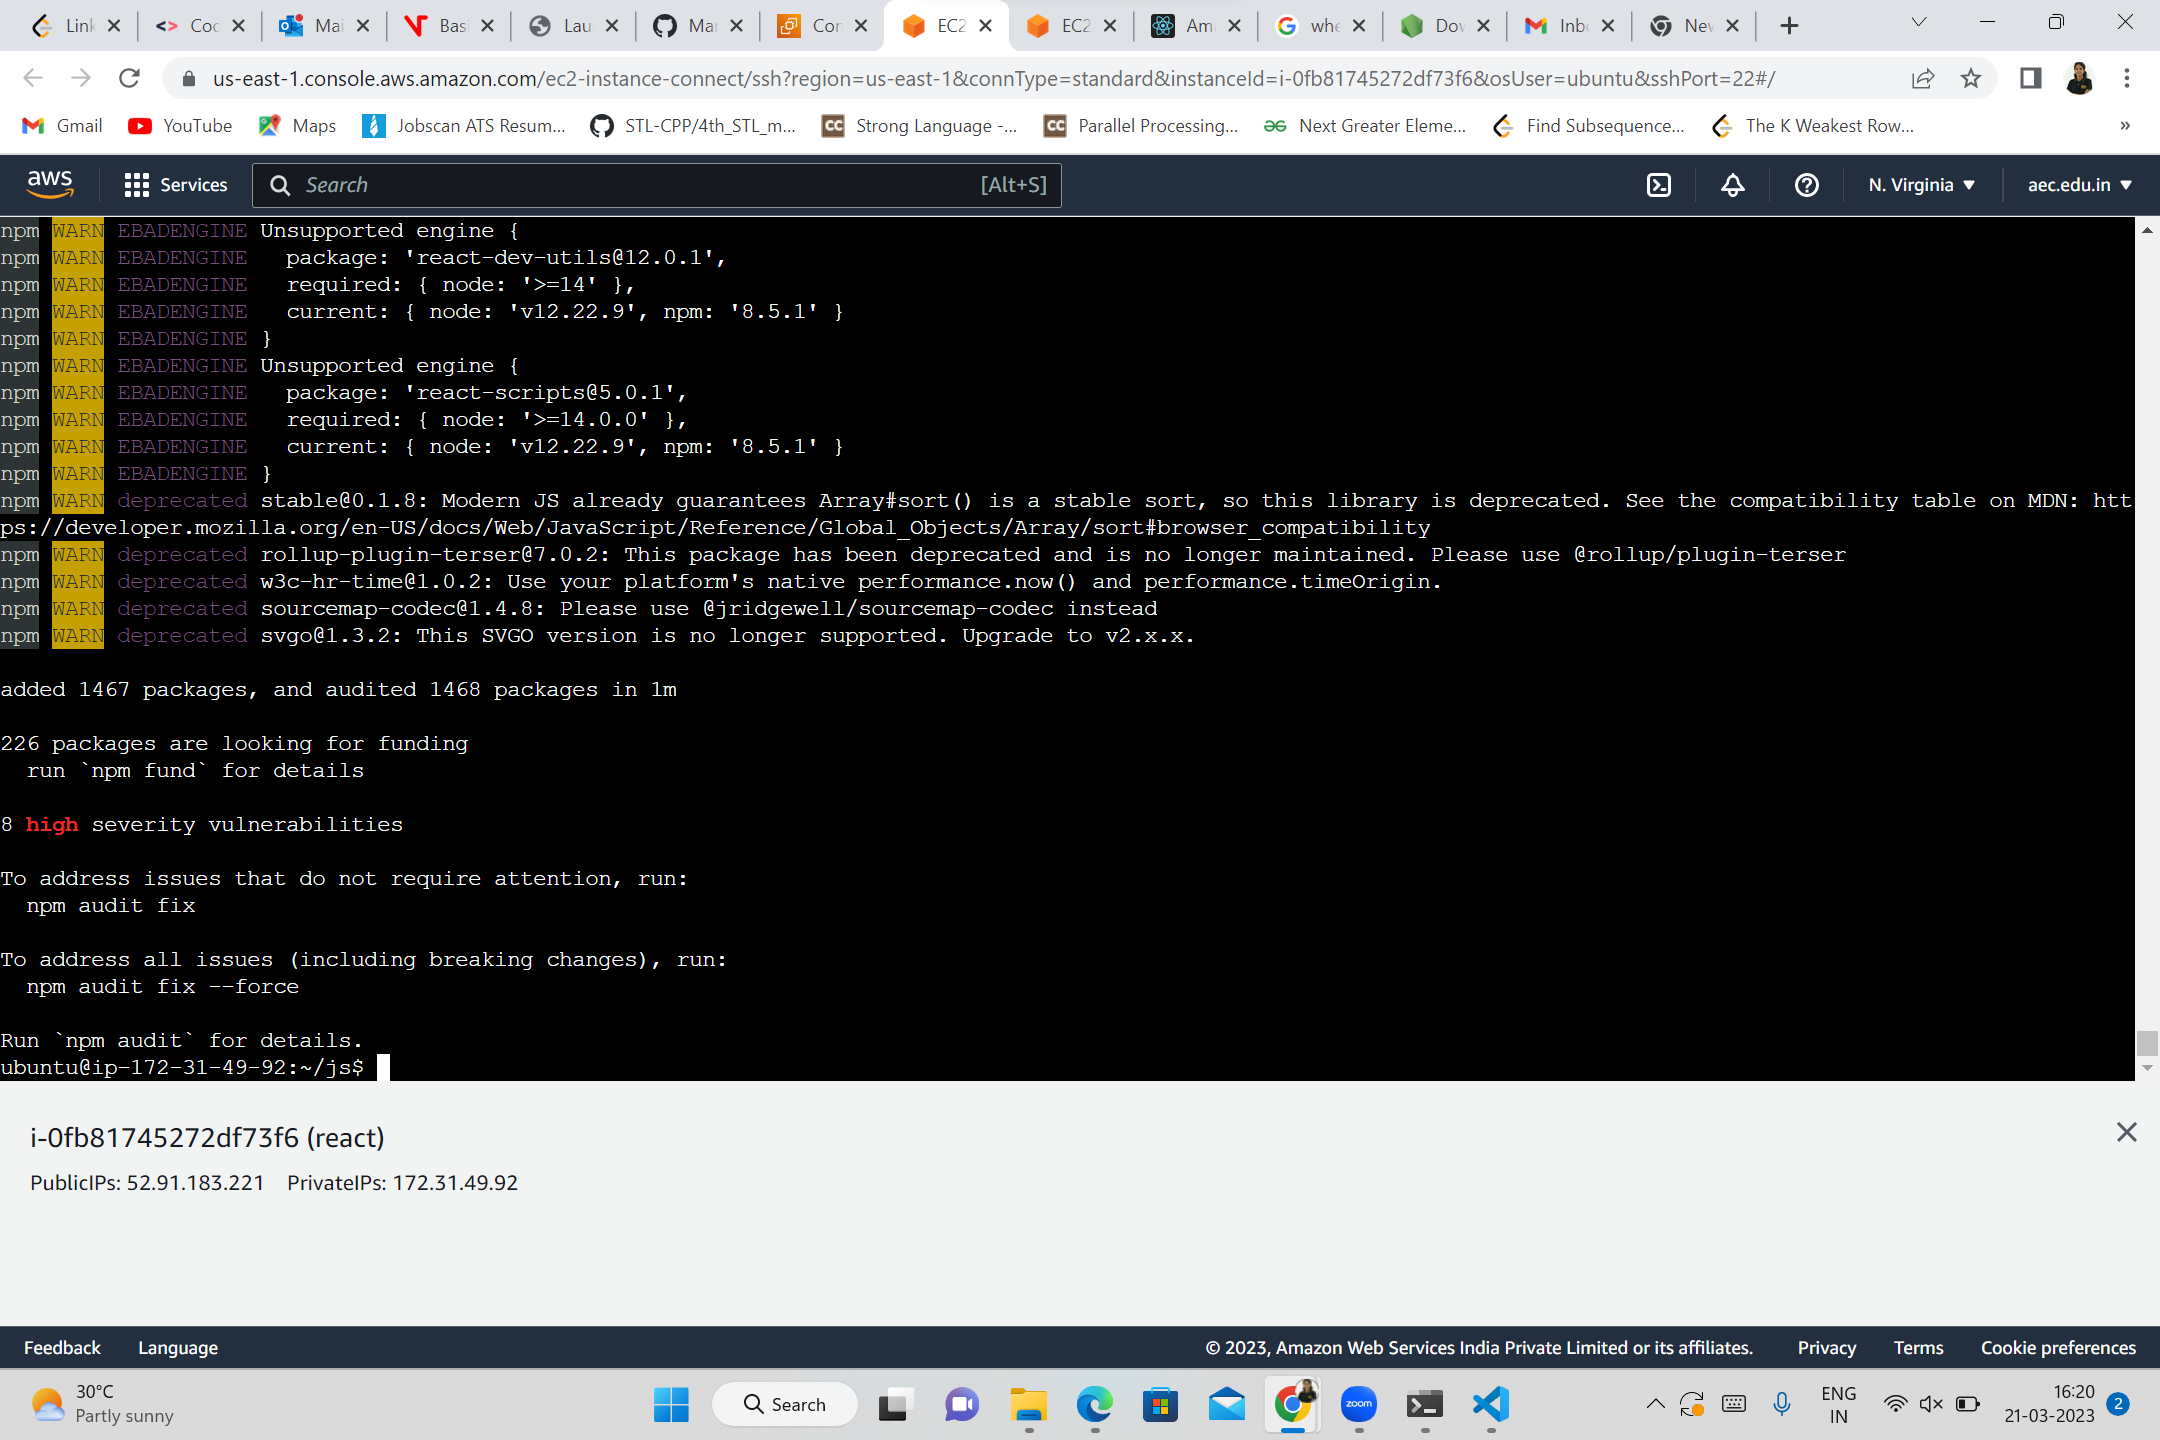 Link
Coc
Mai
Basi
Lau
Mar
Con
EC2
EC2
Am
whe
Dov
Inb
Nev
us-east-1.console.aws.amazon.com/ec2-instance-connect/ssh?region=us-east-1&connType=standard&instanceId=i-0fb81745272df73f6&osUser=ubuntu&sshPort=22#/
Gmail YouTube Maps Jobscan ATS Resum... STL-CPP/4th_STL_m... Strong Language -... Parallel Processing... Next Greater Eleme... Find Subsequence... The K Weakest Row... »
aws Services Search [Alt+S] N. Virginia aec.edu.in
npm WARN EBADENGINE Unsupported engine {
npm WARN EBADENGINE   package: 'react-dev-utils@12.0.1',
npm WARN EBADENGINE   required: { node: '>=14' },
npm WARN EBADENGINE   current: { node: 'v12.22.9', npm: '8.5.1' }
npm WARN EBADENGINE }
npm WARN EBADENGINE Unsupported engine {
npm WARN EBADENGINE   package: 'react-scripts@5.0.1',
npm WARN EBADENGINE   required: { node: '>=14.0.0' },
npm WARN EBADENGINE   current: { node: 'v12.22.9', npm: '8.5.1' }
npm WARN EBADENGINE }
npm WARN deprecated stable@0.1.8: Modern JS already guarantees Array#sort() is a stable sort, so this library is deprecated. See the compatibility table on MDN: htt
ps://developer.mozilla.org/en-US/docs/Web/JavaScript/Reference/Global_Objects/Array/sort#browser_compatibility
npm WARN deprecated rollup-plugin-terser@7.0.2: This package has been deprecated and is no longer maintained. Please use @rollup/plugin-terser
npm WARN deprecated w3c-hr-time@1.0.2: Use your platform's native performance.now() and performance.timeOrigin.
npm WARN deprecated sourcemap-codec@1.4.8: Please use @jridgewell/sourcemap-codec instead
npm WARN deprecated svgo@1.3.2: This SVGO version is no longer supported. Upgrade to v2.x.x.
added 1467 packages, and audited 1468 packages in 1m
226 packages are looking for funding
  run `npm fund` for details
8 high severity vulnerabilities
To address issues that do not require attention, run:
  npm audit fix
To address all issues (including breaking changes), run:
  npm audit fix --force
Run `npm audit` for details.
ubuntu@ip-172-31-49-92:~/js$
i-0fb81745272df73f6 (react)
PublicIPs: 52.91.183.221 PrivateIPs: 172.31.49.92
Feedback Language © 2023, Amazon Web Services India Private Limited or its affiliates. Privacy Terms Cookie preferences
30°C
Partly sunny
Search
zoom
ENG
IN
16:20
21-03-2023
2